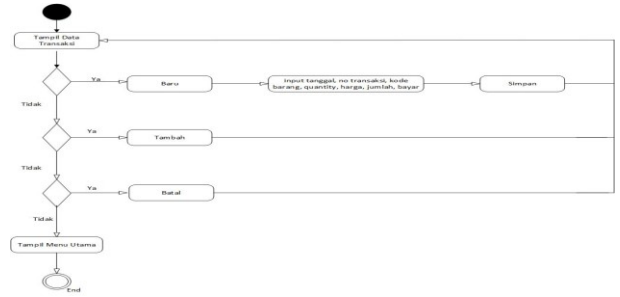 Tampil Data
Transaksi
Ya
Baru
Input tanggal, no transaksi, kode
barang, quantity, harga, jumlah, bayar
Simpan
Tidak
Ya
Tambah
Tidak
Ya
Batal
Tidak
Tampil Menu Utama
End